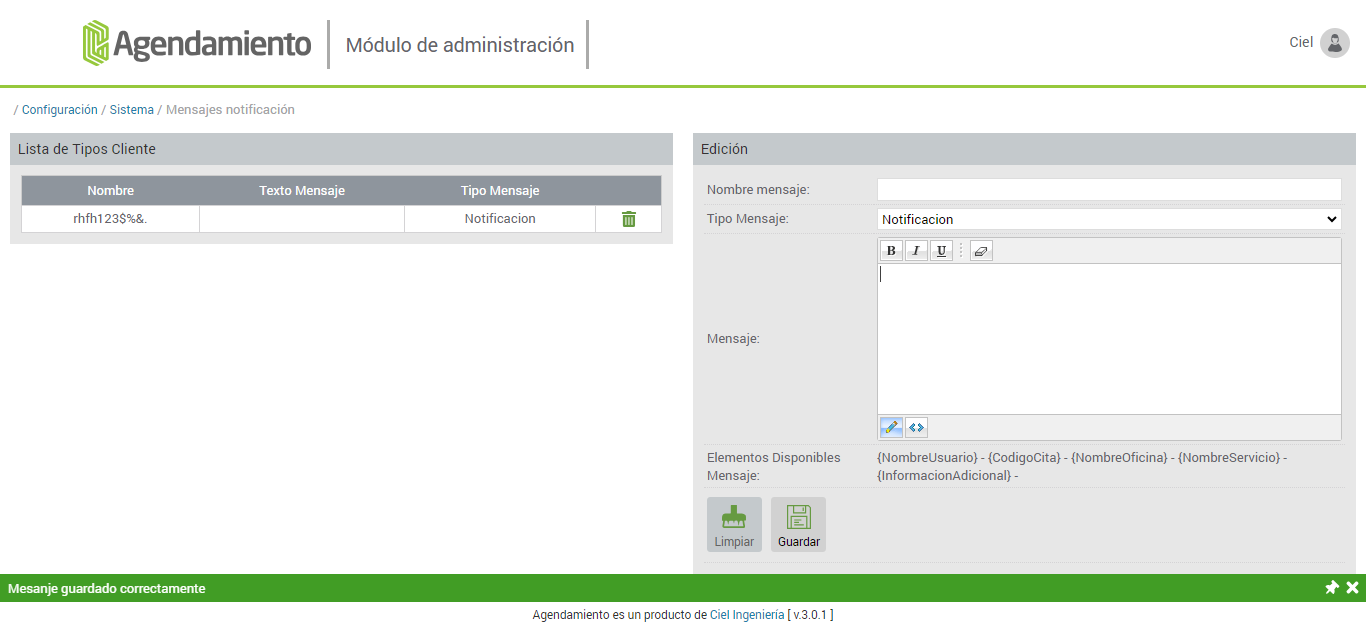 Agendamiento
Módulo de administración
Ciel
/ Configuración / Sistema / Mensajes notificación
Lista de Tipos Cliente
Nombre Texto Mensaje Tipo Mensaje
rhfh123$%&. Notificacion
Edición
Nombre mensaje:
Tipo Mensaje: Notificacion
B I U
Mensaje:
Elementos Disponibles
Mensaje:
{NombreUsuario} - {CodigoCita} - {NombreOficina} - {NombreServicio} -
{InformacionAdicional} -
Limpiar Guardar
Mesanje guardado correctamente
Agendamiento es un producto de Ciel Ingeniería [ v.3.0.1 ]